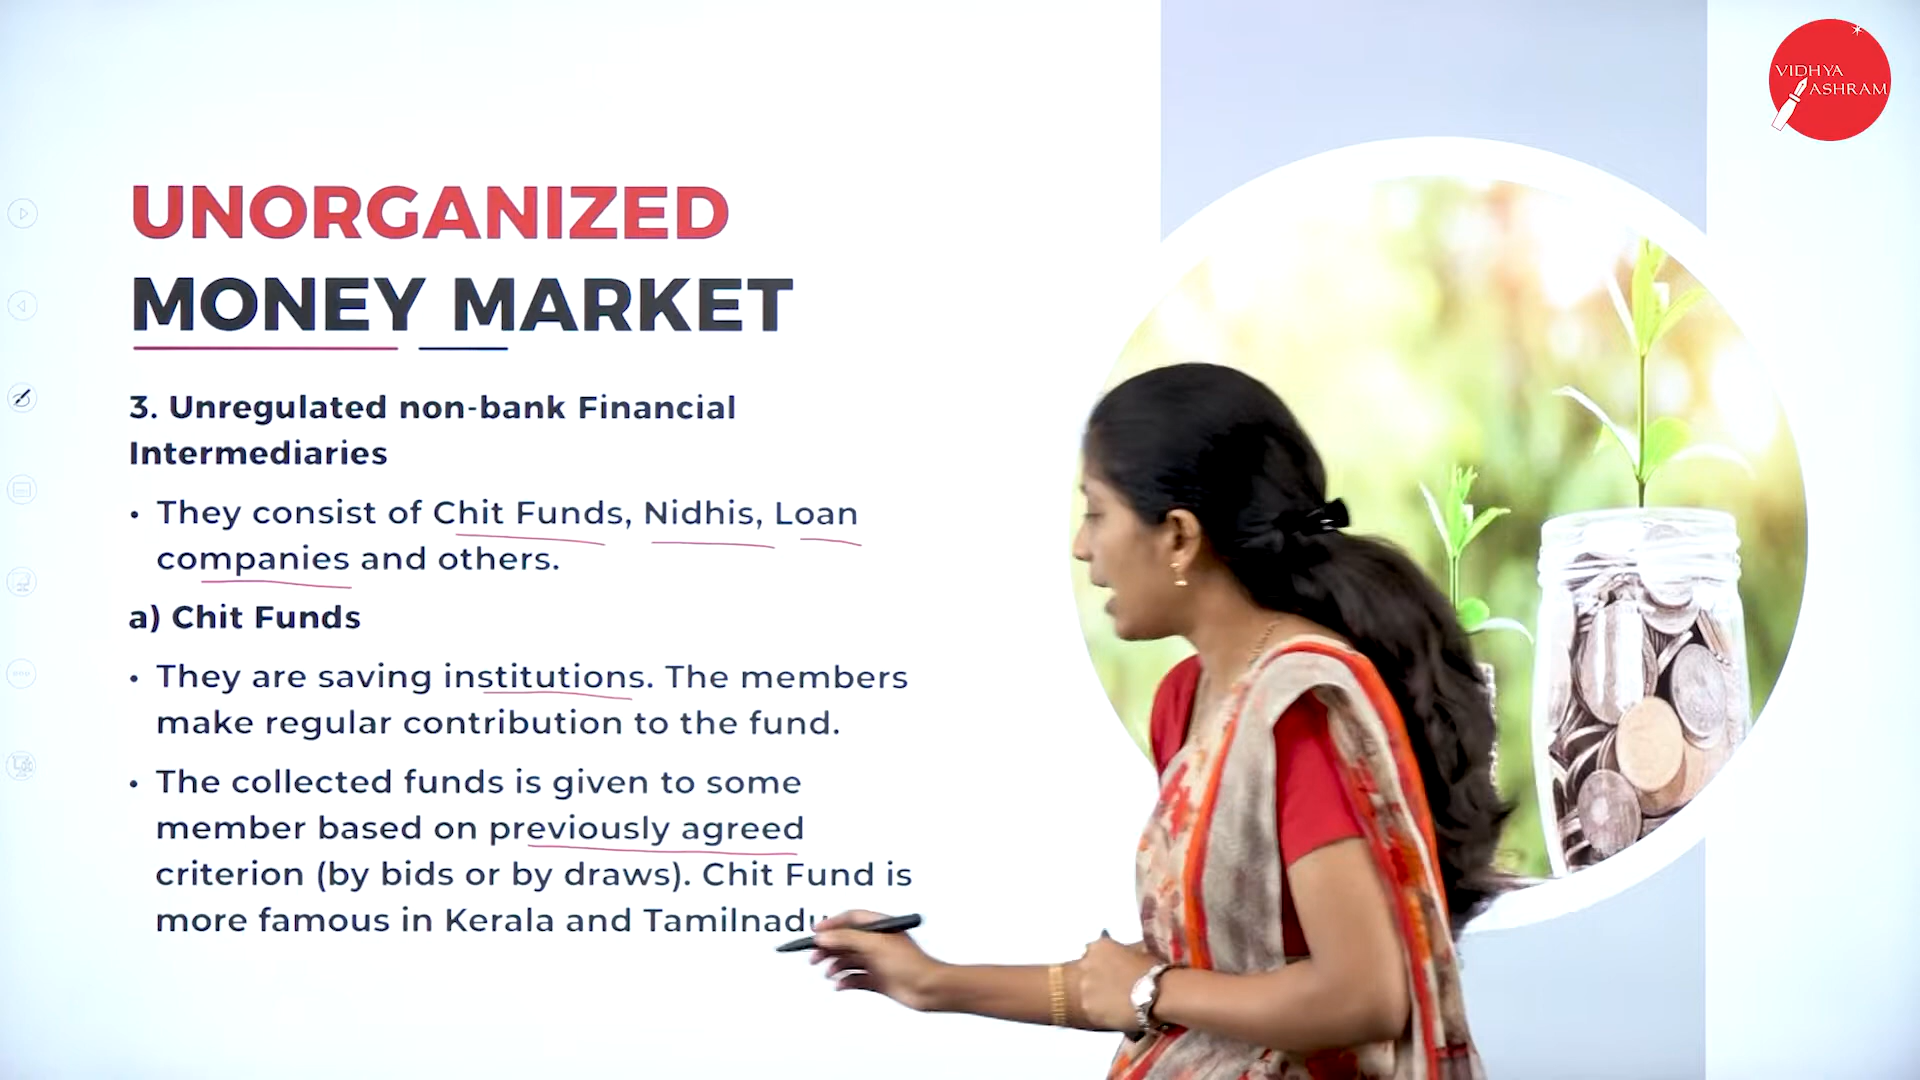 VIDHYA
ASHRAM
UNORGANIZED
MONEY MARKET
3. Unregulated non-bank Financial
Intermediaries
• They consist of Chit Funds, Nidhis, Loan
companies and others.
a) Chit Funds
• They are saving institutions. The members
make regular contribution to the fund.
• The collected funds is given to some
member based on previously agreed
criterion (by bids or by draws). Chit Fund is
more famous in Kerala and Tamilnadu